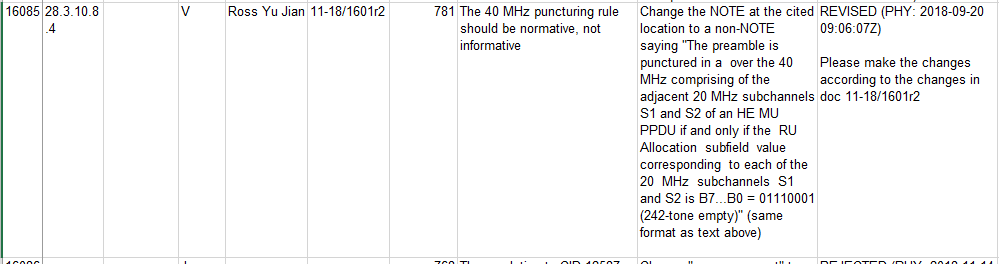 16085 28.3.10.8 V Ross Yu Jian 11-18/1601r2 781 The 40 MHz puncturing rule Change the NOTE at the cited REVISED (PHY: 2018-09-20
.4 should be normative, not location to a non-NOTE 09:06:07Z)
informative saying "The preamble is
punctured in a over the 40 Please make the changes
MHz comprising of the according to the changes in
adjacent 20 MHz subchannels doc 11-18/1601r2
S1 and S2 of an HE MU
PPDU if and only if the RU
Allocation subfield value
corresponding to each of the
20 MHz subchannels S1
and S2 is B7...B0 = 01110001
(242-tone empty)" (same
format as text above)